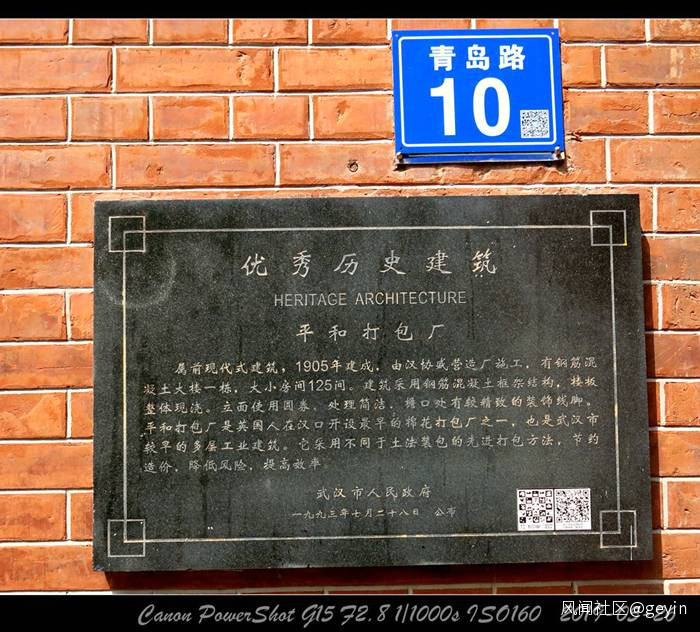 青岛路
10
优秀历史建筑
HERITAGE ARCHITECTURE
平和打包厂
属前现代式建筑，1905年建成，由汉协盛营造厂施工，有钢筋混
凝土大楼一栋，大小房间125间。建筑采用钢筋混凝土框架结构，楼板
整体现浇。立面使用圆券。处理简洁，檐口处有较精致的装饰线脚。
平和打包厂是英国人在汉口开设最早的棉花打包厂之一，也是武汉市
较早的多层工业建筑。它采用不同于土法装包的先进打包方法，节约
造价，降低风险，提高效率
武汉市人民政府
一九九三年七月二十八日 公布
Canon PowerShot G15 F2.8 1/1000s ISO160
风闻社区@geyjn